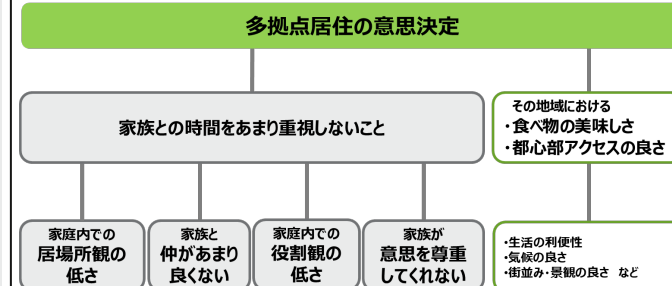 多拠点居住の意思決定
家族との時間をあまり重視しないこと
その地域における
・食べ物の美味しさ
・都心部アクセスの良さ
家庭内での
居場所観の
低さ
家族と
仲があまり
良くない
家庭内での
役割観の
低さ
家族が
意思を尊重
してくれない
・生活の利便性
・気候の良さ
・街並み・景観の良さ など